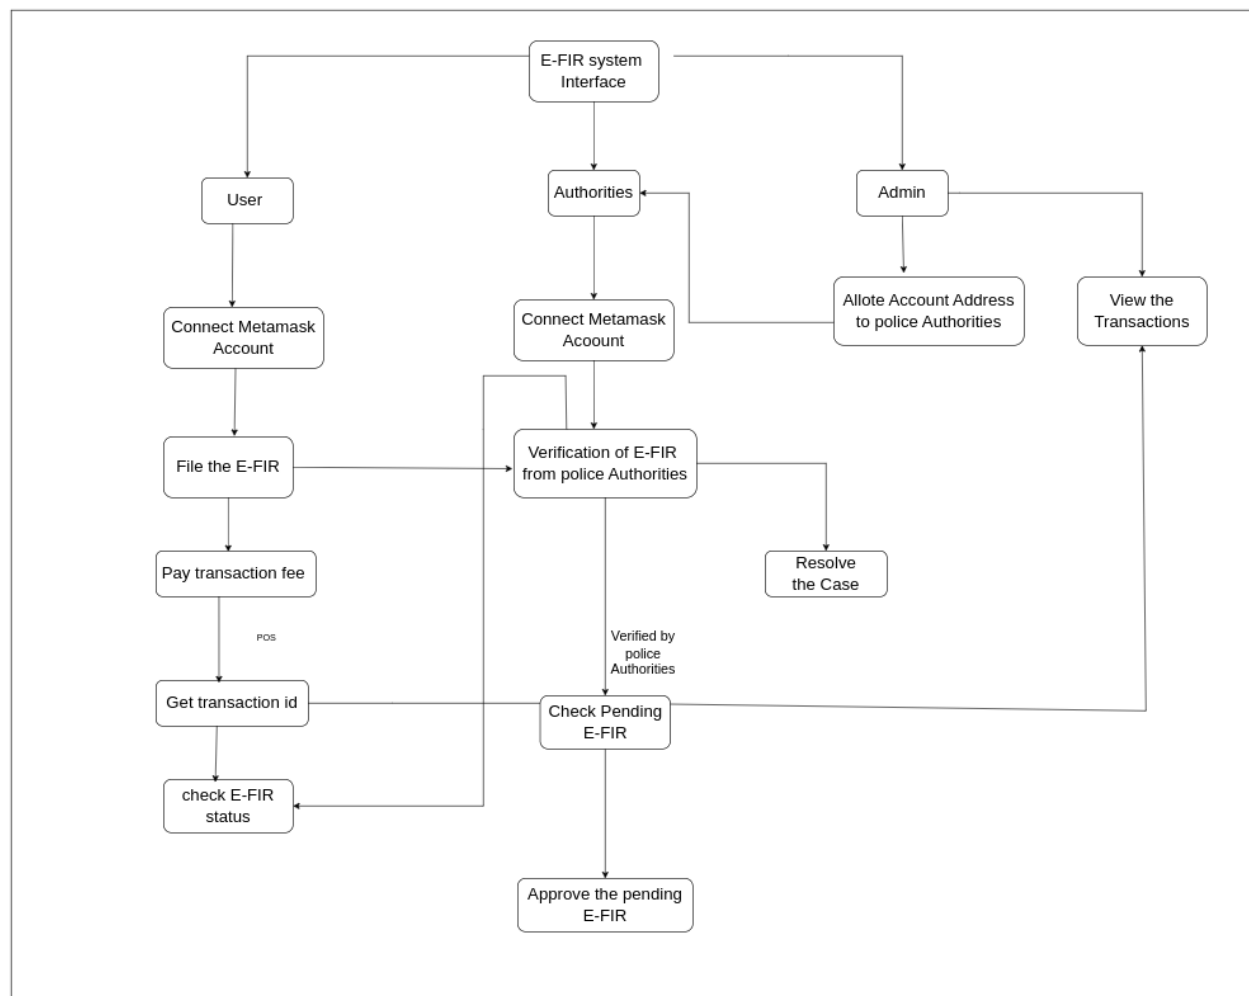 E-FIR system
Interface
User
Authorities
Admin
Connect Metamask
Account
Connect Metamask
Acoount
Allote Account Address
to police Authorities
View the
Transactions
File the E-FIR
Verification of E-FIR
from police Authorities
Pay transaction fee
Resolve
the Case
POS
Verified by
police
Authorities
Get transaction id
Check Pending
E-FIR
check E-FIR
status
Approve the pending
E-FIR